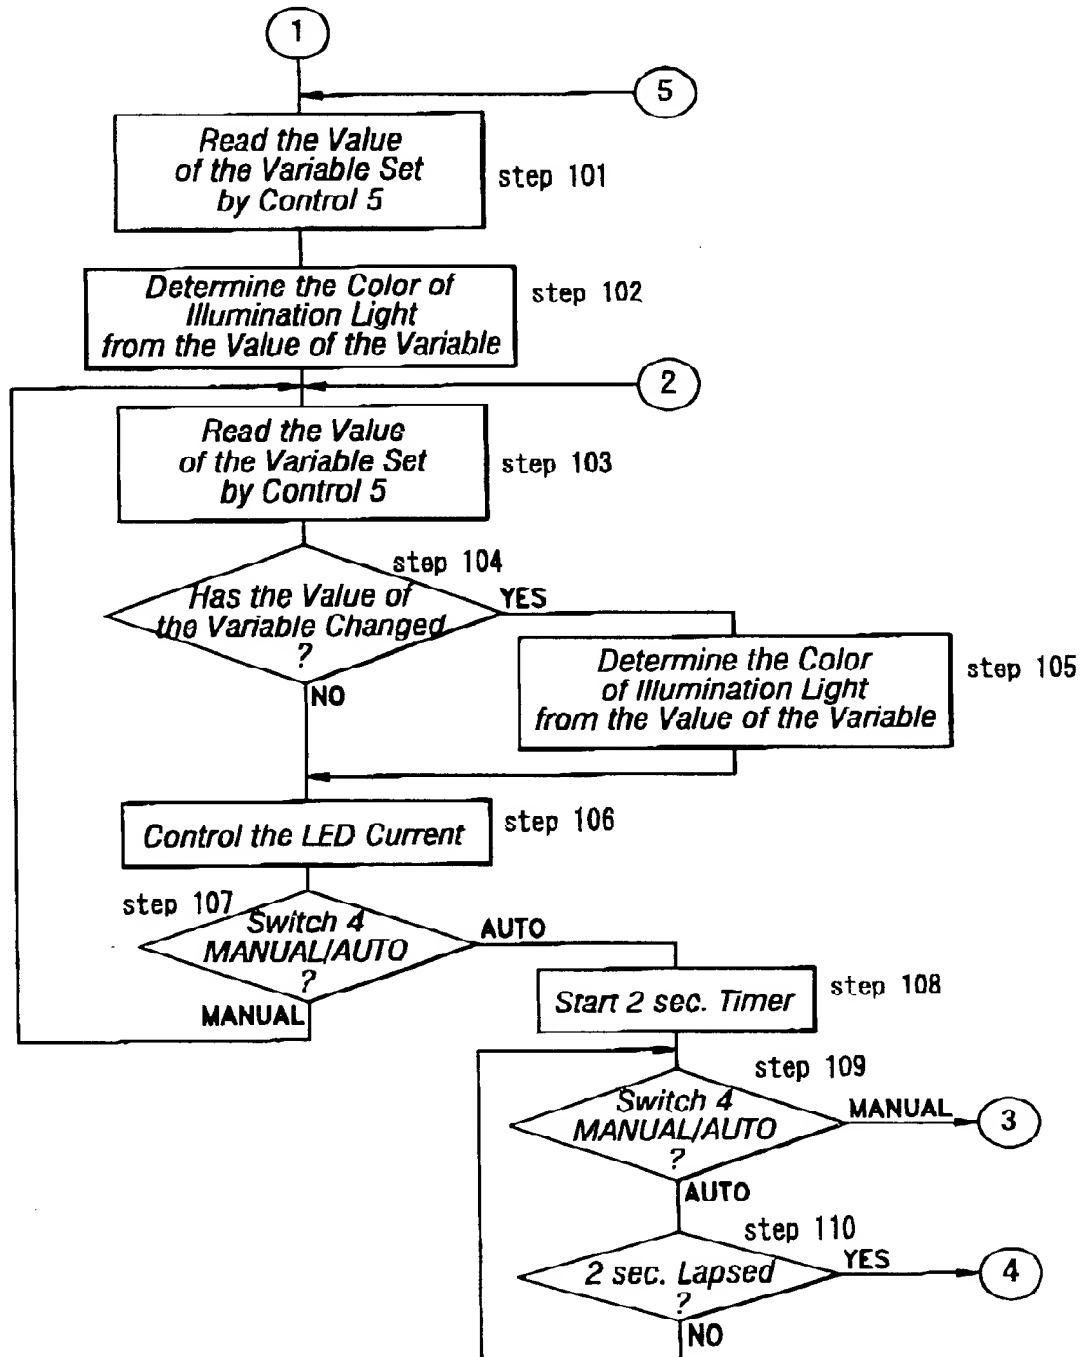 1
5
Read the Value
of the Variable Set
by Control 5
step 101
Determine the Color of
Illumination Light
from the Value of the Variable
step 102
2
Read the Value
of the Variable Set
by Control 5
step 103
step 104
Has the Value of
the Variable Changed
?
YES
NO
Determine the Color
of Illumination Light
from the Value of the Variable
step 105
Control the LED Current
step 106
step 107
Switch 4
MANUAL/AUTO
?
AUTO
MANUAL
Start 2 sec. Timer
step 108
step 109
Switch 4
MANUAL/AUTO
?
MANUAL
3
AUTO
step 110
2 sec. Lapsed
?
YES
4
NO